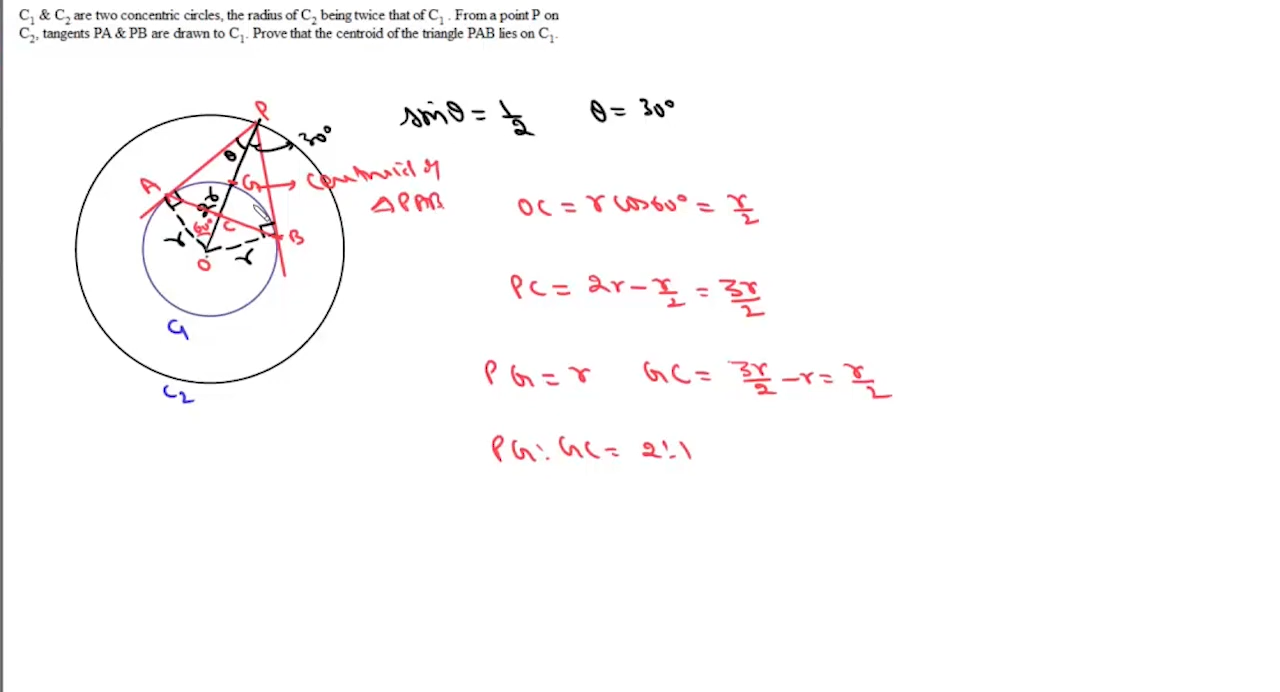 C₁ & C₂ are two concentric circles, the radius of C₂ being twice that of C₁ . From a point P on
C₂, tangents PA & PB are drawn to C₁. Prove that the centroid of the triangle PAB lies on C₁.
P
sinθ = 1/2 θ = 30°
30°
θ
A
G → centroid of
ΔPAB
2r
OC = r cos60° = r/2
60°
C
r
B
r
O
PC = 2r - r/2 = 3r/2
C₁
PG = r GC = 3r/2 - r = r/2
C₂
PG : GC = 2:1